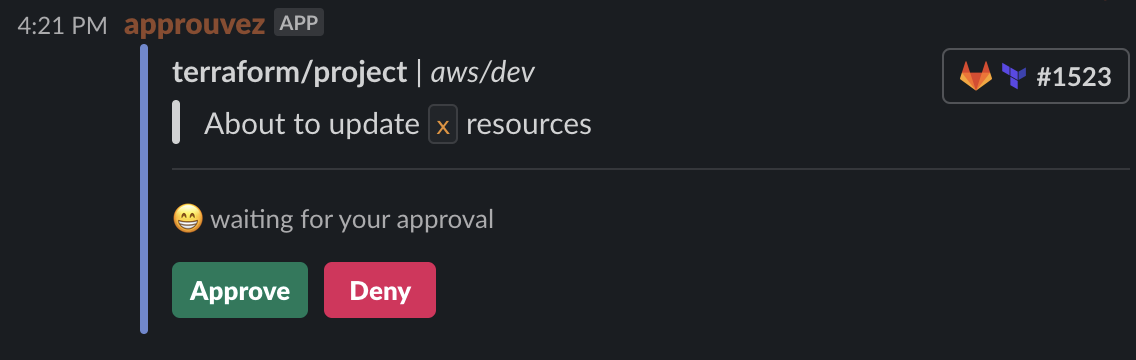 4:21 PM approuvez APP
terraform/project | aws/dev
#1523
About to update x resources
waiting for your approval
Approve Deny